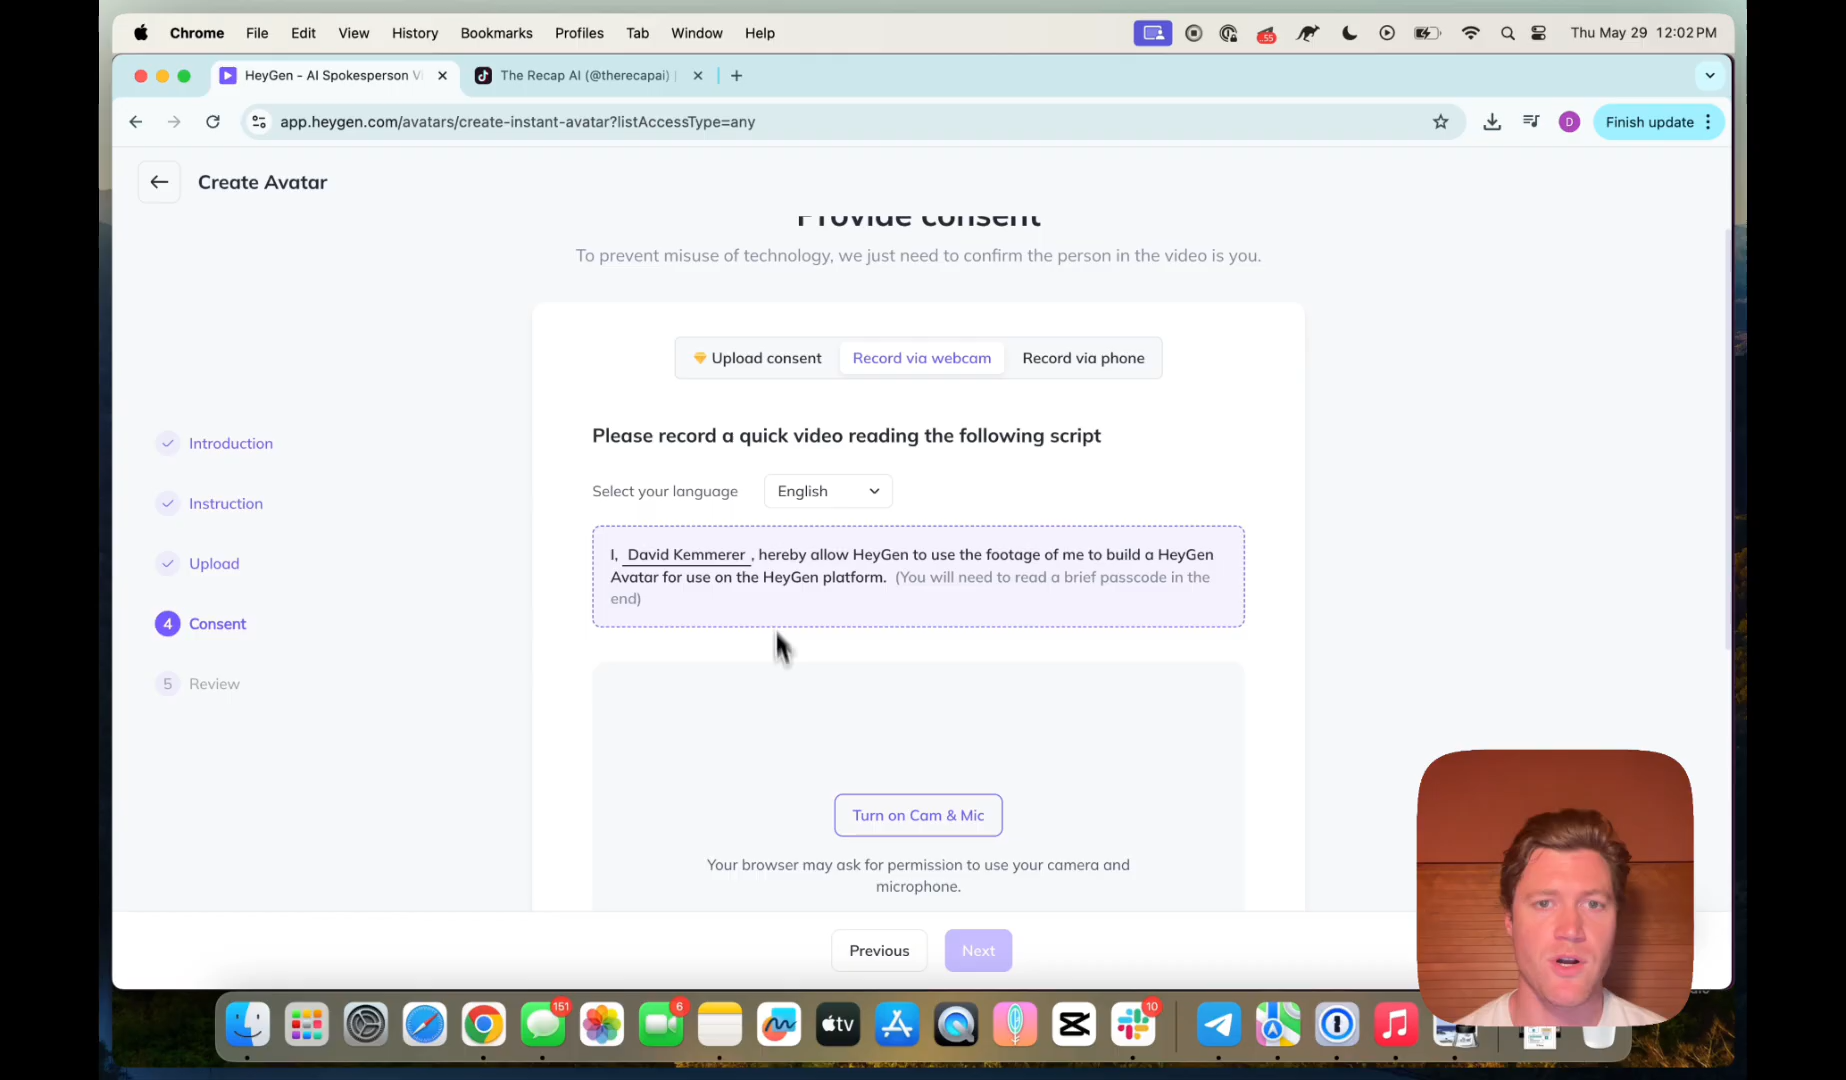 Chrome File Edit View History Bookmarks Profiles Tab Window Help
.55
Thu May 29 12:02 PM
HeyGen - AI Spokesperson V
The Recap AI (@therecapai) |
app.heygen.com/avatars/create-instant-avatar?listAccessType=any
D
Finish update
Create Avatar
Provide consent
To prevent misuse of technology, we just need to confirm the person in the video is you.
Upload consent
Record via webcam
Record via phone
Please record a quick video reading the following script
Select your language
English
I, David Kemmerer , hereby allow HeyGen to use the footage of me to build a HeyGen
Avatar for use on the HeyGen platform. (You will need to read a brief passcode in the
end)
Introduction
Instruction
Upload
4 Consent
5 Review
Turn on Cam & Mic
Your browser may ask for permission to use your camera and
microphone.
Previous
Next
151
6
tv
10